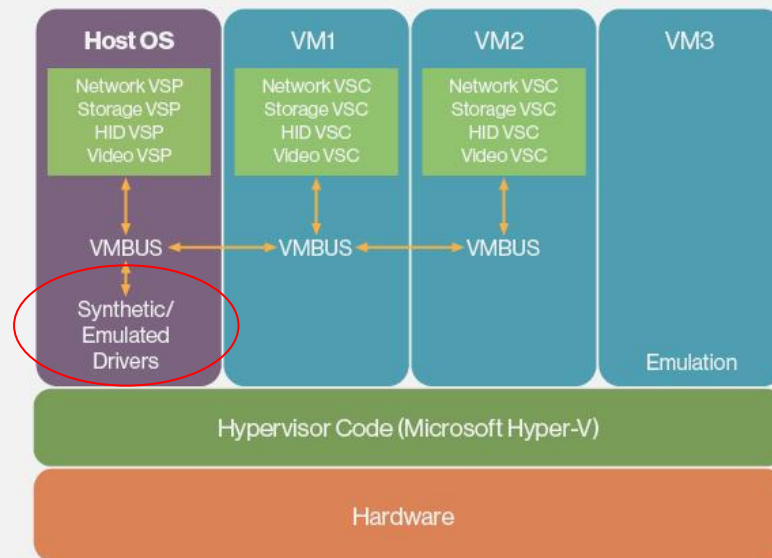 Host OS
VM1
VM2
VM3
Network VSP
Storage VSP
HID VSP
Video VSP
Network VSC
Storage VSC
HID VSC
Video VSC
Network VSC
Storage VSC
HID VSC
Video VSC
VMBUS
VMBUS
VMBUS
Synthetic/
Emulated
Drivers
Emulation
Hypervisor Code (Microsoft Hyper-V)
Hardware